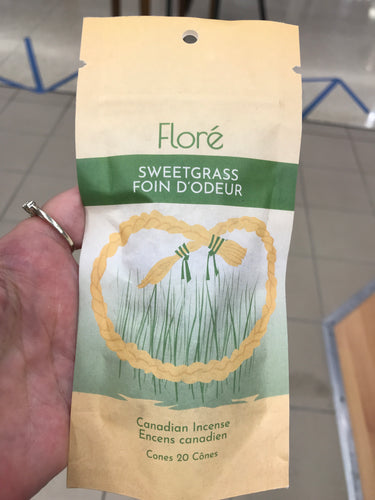 Floré
SWEETGRASS
FOIN D'ODEUR
Canadian Incense
Encens canadien
Cones 20 Cônes